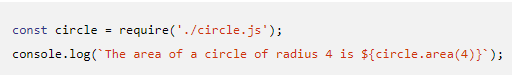 const circle = require('./circle.js');
console.log(`The area of a circle of radius 4 is ${circle.area(4)}`);